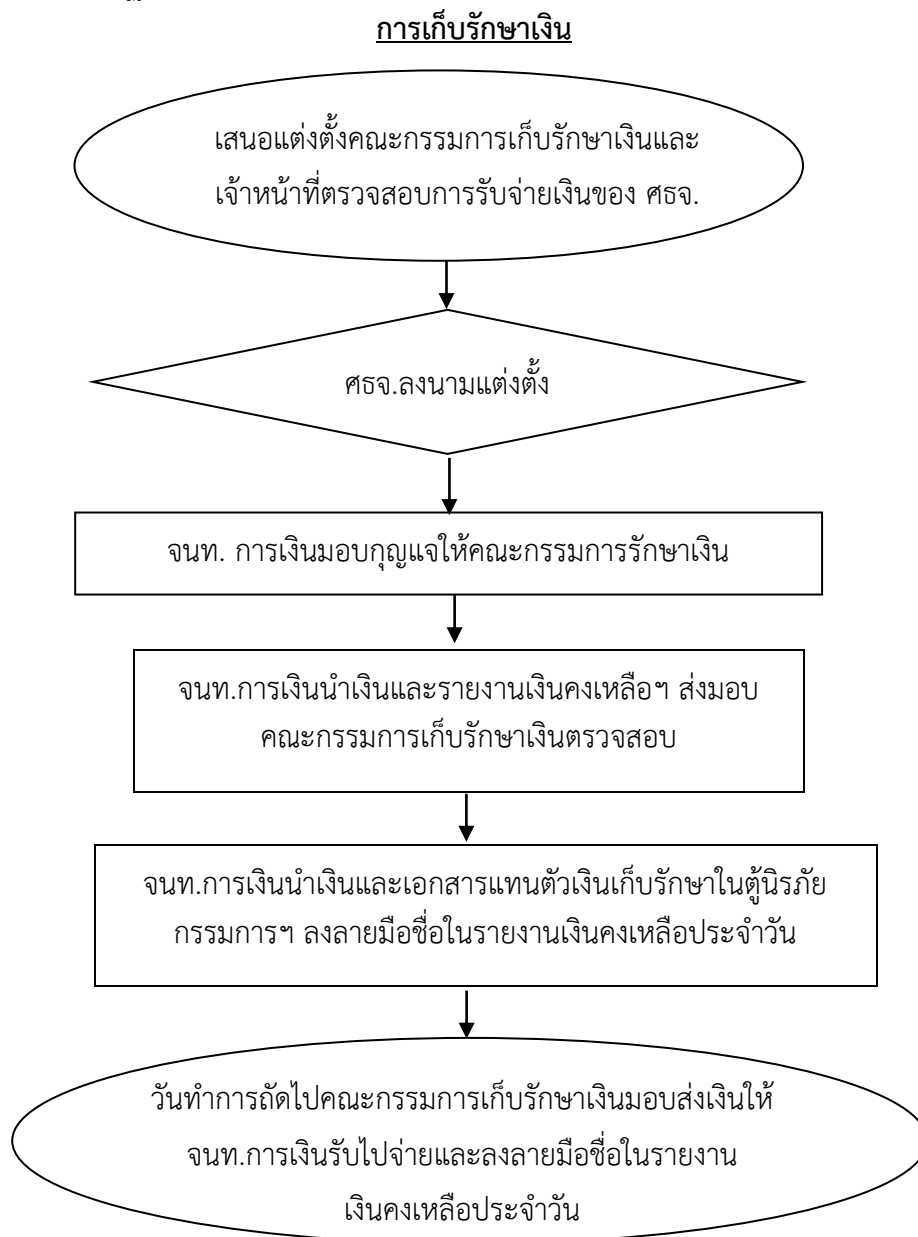 การเก็บรักษาเงิน
เสนอแต่งตั้งคณะกรรมการเก็บรักษาเงินและ
เจ้าหน้าที่ตรวจสอบการรับจ่ายเงินของ ศธจ.
ศธจ.ลงนามแต่งตั้ง
จนท. การเงินมอบกุญแจให้คณะกรรมการรักษาเงิน
จนท.การเงินนำเงินและรายงานเงินคงเหลือฯ ส่งมอบ
คณะกรรมการเก็บรักษาเงินตรวจสอบ
จนท.การเงินนำเงินและเอกสารแทนตัวเงินเก็บรักษาในตู้นิรภัย
กรรมการฯ ลงลายมือชื่อในรายงานเงินคงเหลือประจำวัน
วันทำการถัดไปคณะกรรมการเก็บรักษาเงินมอบส่งเงินให้
จนท.การเงินรับไปจ่ายและลงลายมือชื่อในรายงาน
เงินคงเหลือประจำวัน